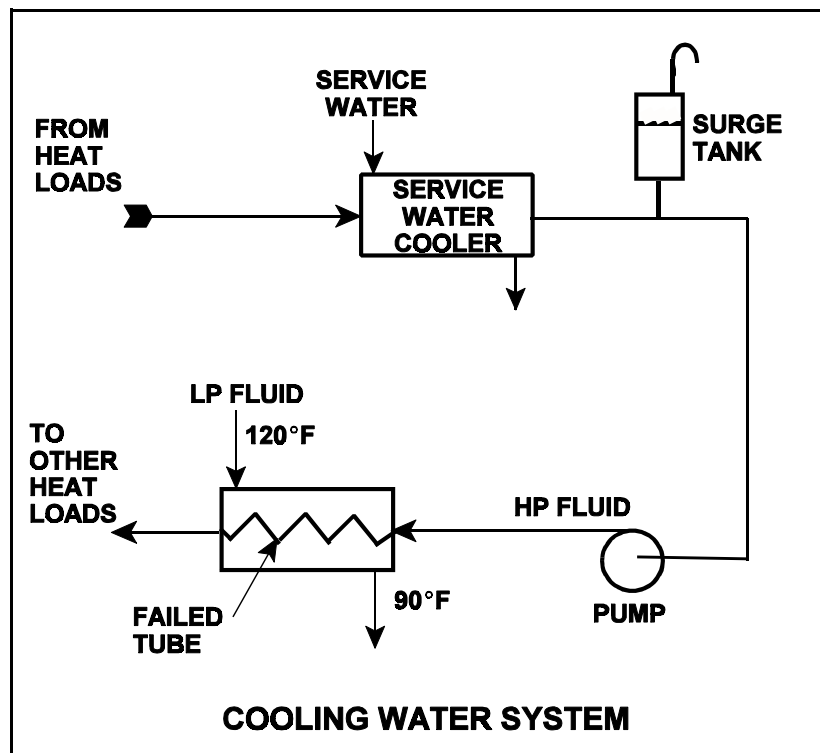 SERVICE
WATER
FROM
HEAT
LOADS
SURGE
TANK
SERVICE
WATER
COOLER
LP FLUID
120°F
TO
OTHER
HEAT
LOADS
HP FLUID
90°F
FAILED
TUBE
PUMP
COOLING WATER SYSTEM